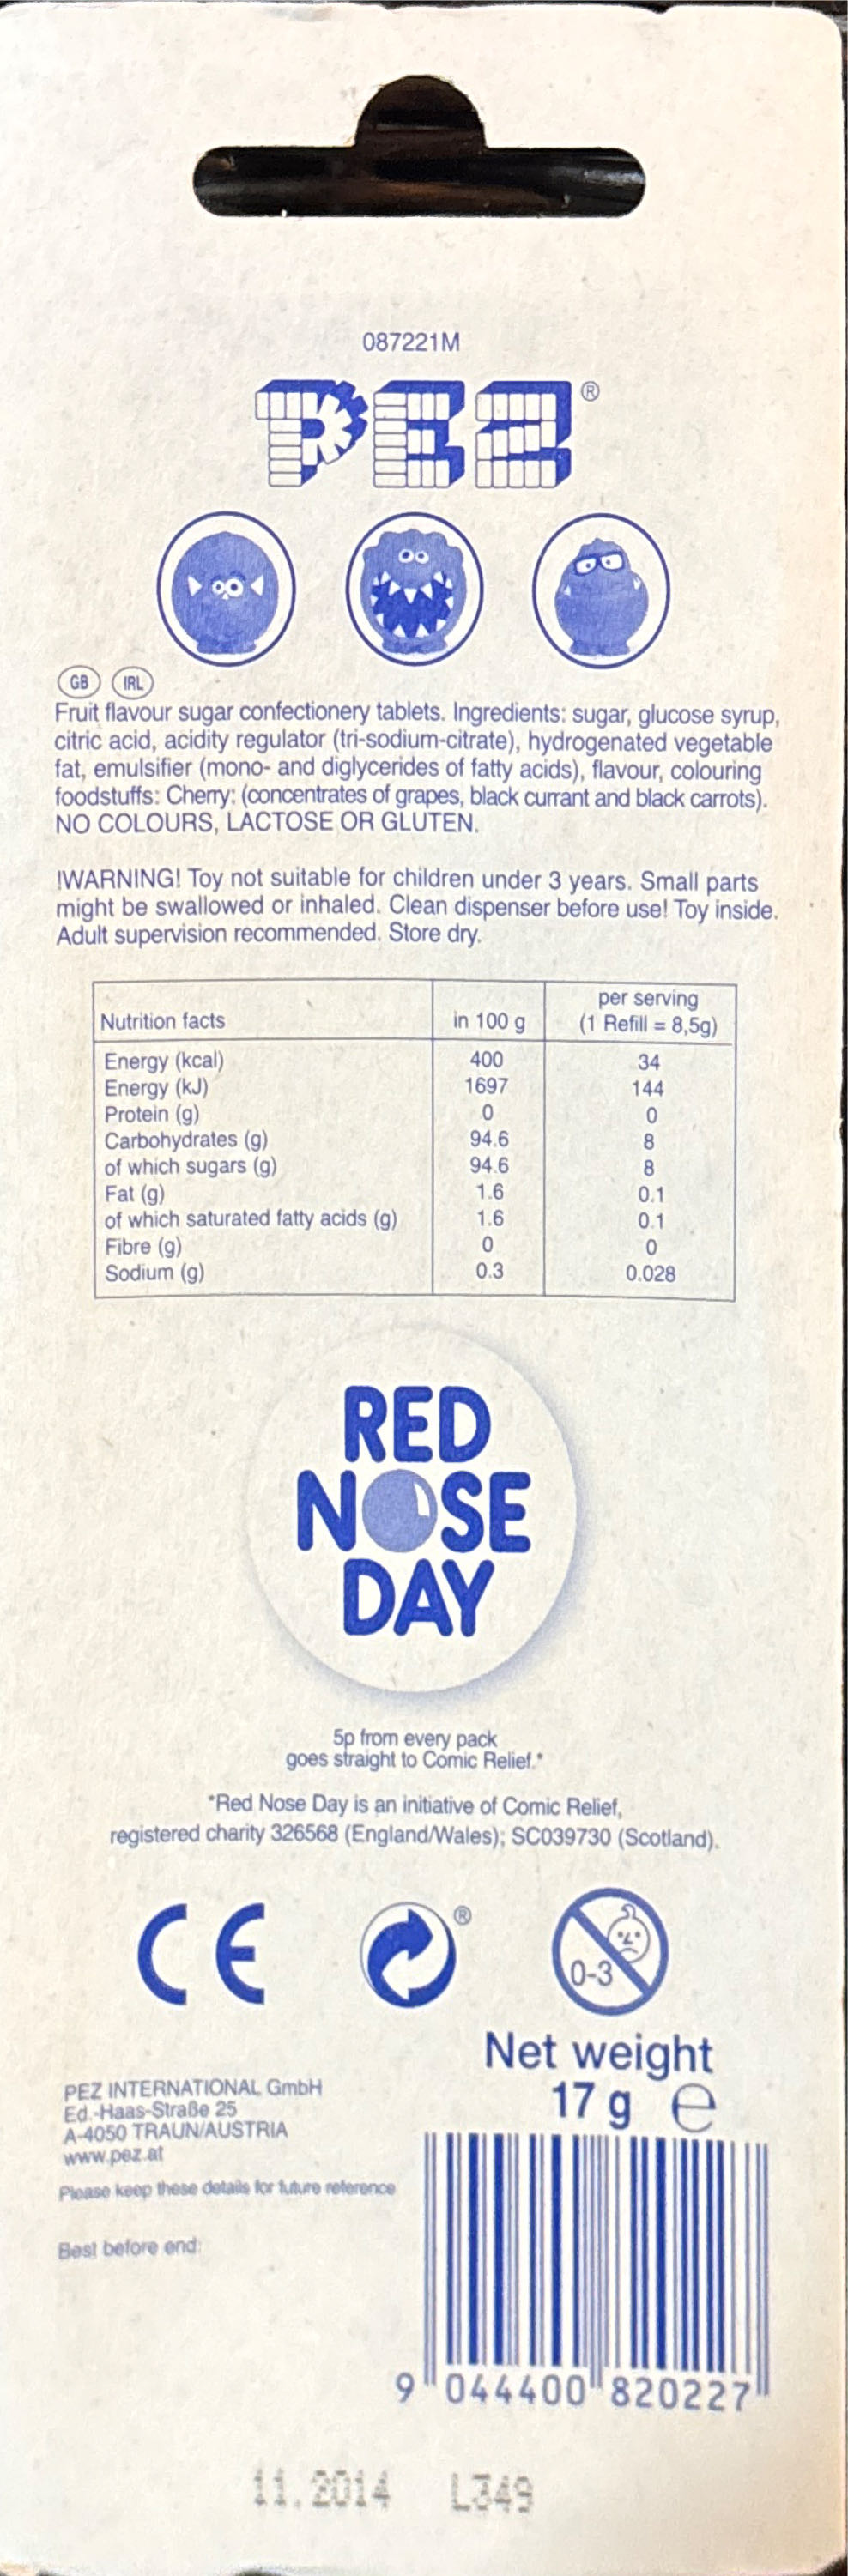 087221M
PEZ®
GB IRL
Fruit flavour sugar confectionery tablets. Ingredients: sugar, glucose syrup,
citric acid, acidity regulator (tri-sodium-citrate), hydrogenated vegetable
fat, emulsifier (mono- and diglycerides of fatty acids), flavour, colouring
foodstuffs: Cherry: (concentrates of grapes, black currant and black carrots).
NO COLOURS, LACTOSE OR GLUTEN.
!WARNING! Toy not suitable for children under 3 years. Small parts
might be swallowed or inhaled. Clean dispenser before use! Toy inside.
Adult supervision recommended. Store dry.
Nutrition facts in 100 g per serving (1 Refill = 8,5g)
Energy (kcal) 400 34
Energy (kJ) 1697 144
Protein (g) 0 0
Carbohydrates (g) 94.6 8
of which sugars (g) 94.6 8
Fat (g) 1.6 0.1
of which saturated fatty acids (g) 1.6 0.1
Fibre (g) 0 0
Sodium (g) 0.3 0.028
RED
NOSE
DAY
5p from every pack
goes straight to Comic Relief.*
*Red Nose Day is an initiative of Comic Relief,
registered charity 326568 (England/Wales); SC039730 (Scotland).
CE ® 0-3
Net weight
17 g e
PEZ INTERNATIONAL GmbH
Ed.-Haas-Straße 25
A-4050 TRAUN/AUSTRIA
www.pez.at
Please keep these details for future reference
Best before end:
9 044400 820227
11.2014 L349